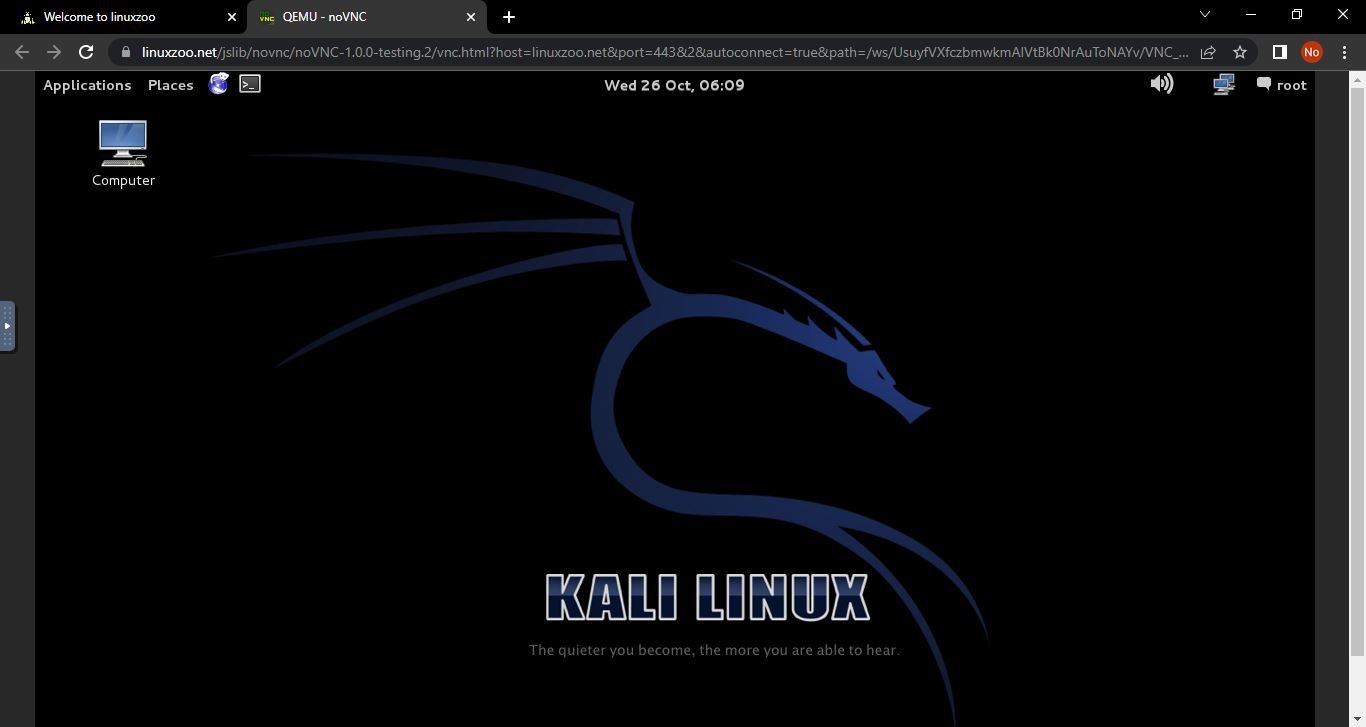 Welcome to linuxzoo
QEMU - noVNC
linuxzoo.net/jslib/novnc/noVNC-1.0.0-testing.2/vnc.html?host=linuxzoo.net&port=443&2&autoconnect=true&path=/ws/UsuyfVXfczbmwkmAlVtBk0NrAuToNAYv/VNC_...
No
Applications Places Wed 26 Oct, 06:09 root
Computer
KALI LINUX
The quieter you become, the more you are able to hear.